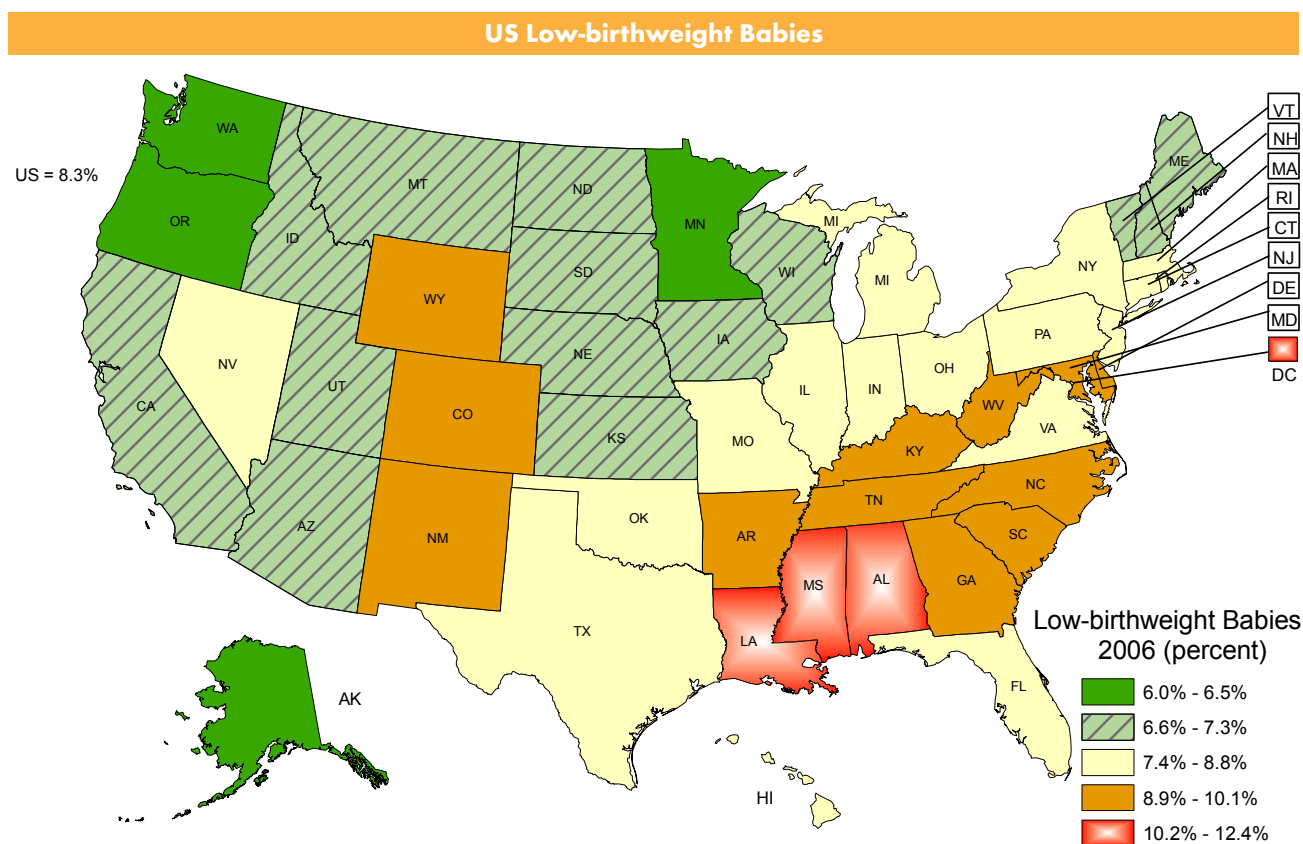 US Low-birthweight Babies
US = 8.3%
WA
OR
ID
MT
ND
SD
MN
WI
MI
MI
NY
ME
VT
NH
MA
RI
CT
NJ
DE
MD
DC
CA
NV
UT
WY
CO
NE
IA
KS
MO
IL
IN
OH
PA
WV
VA
KY
TN
NC
SC
GA
AZ
NM
OK
AR
TX
LA
MS
AL
FL
AK
HI
Low-birthweight Babies
2006 (percent)
6.0% - 6.5%
6.6% - 7.3%
7.4% - 8.8%
8.9% - 10.1%
10.2% - 12.4%